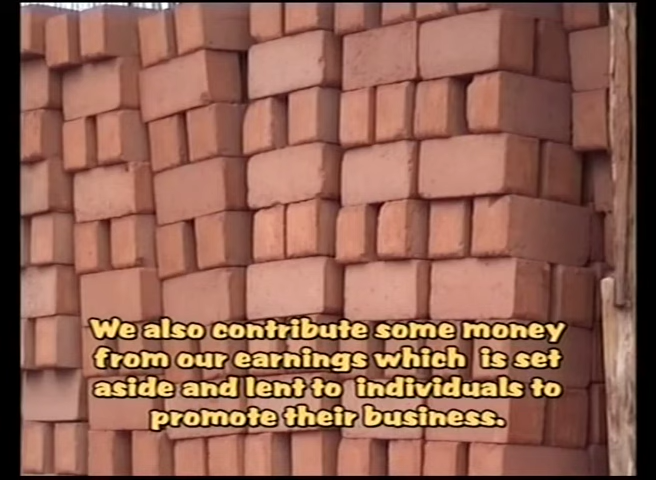 We also contribute some money
from our earnings which is set
aside and lent to individuals to
promote their business.